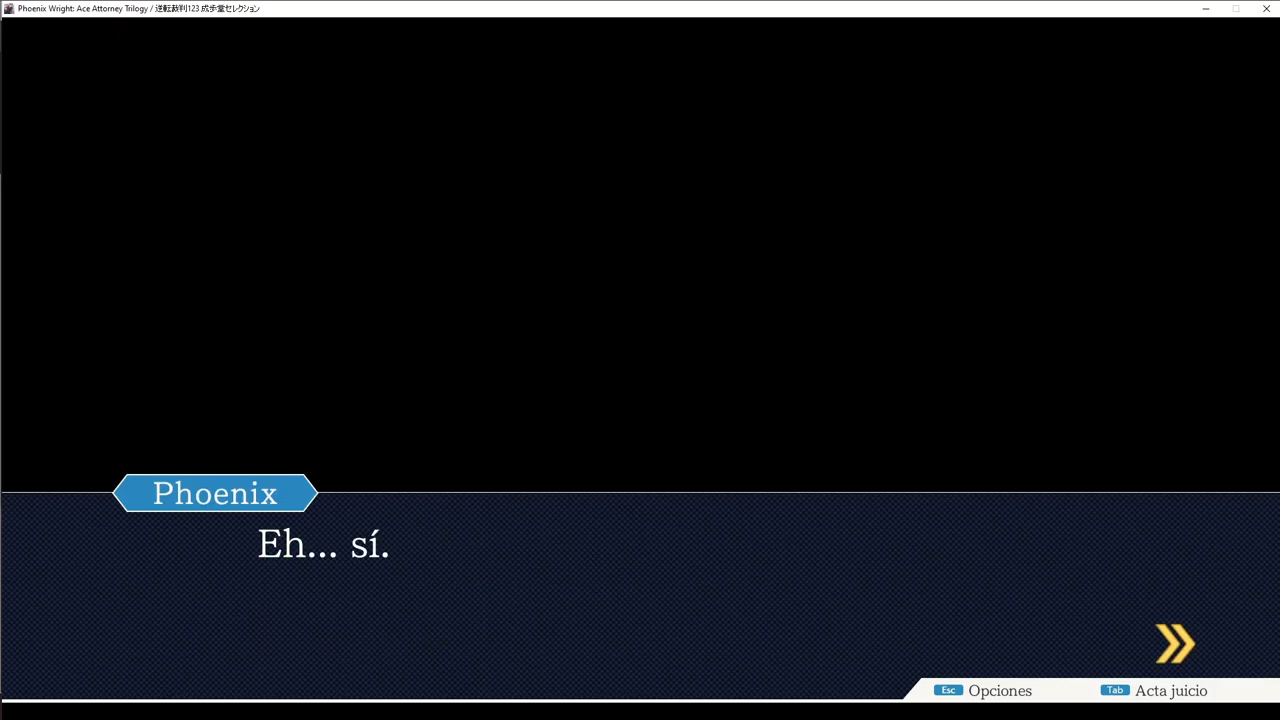 Phoenix Wright: Ace Attorney Trilogy / 逆転裁判123 成歩堂セレクション
Phoenix
Eh... sí.
Esc Opciones Tab Acta juicio